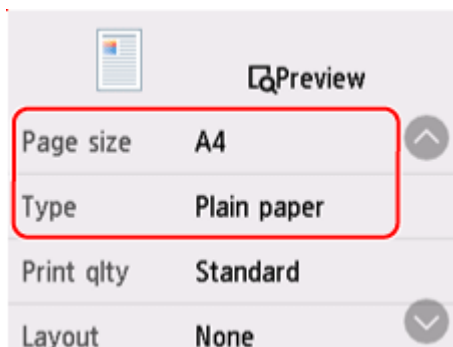 Preview
Page size A4
Type Plain paper
Print qlty Standard
Layout None